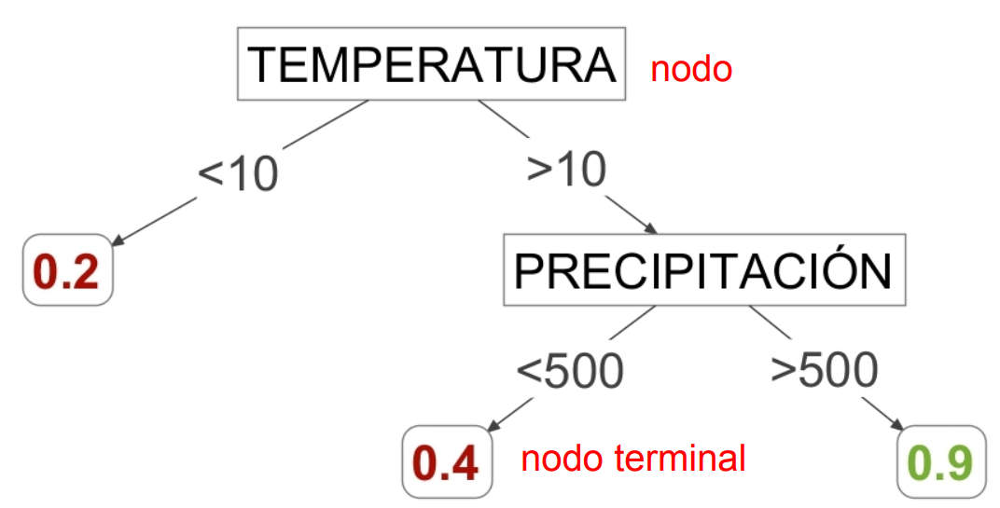 TEMPERATURA nodo
<10 >10
0.2
PRECIPITACIÓN
<500 >500
0.4 nodo terminal 0.9